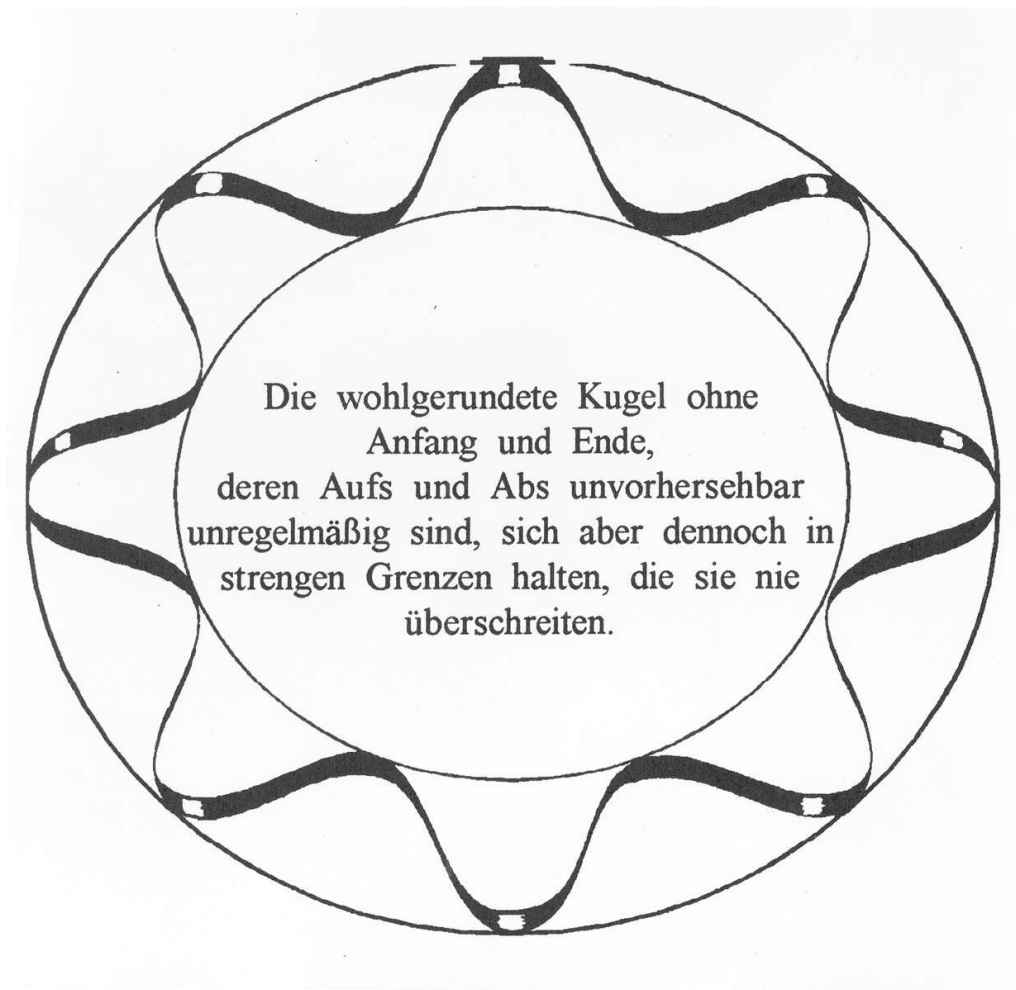 Die wohlgerundete Kugel ohne
Anfang und Ende,
deren Aufs und Abs unvorhersehbar
unregelmäßig sind, sich aber dennoch in
strengen Grenzen halten, die sie nie
überschreiten.